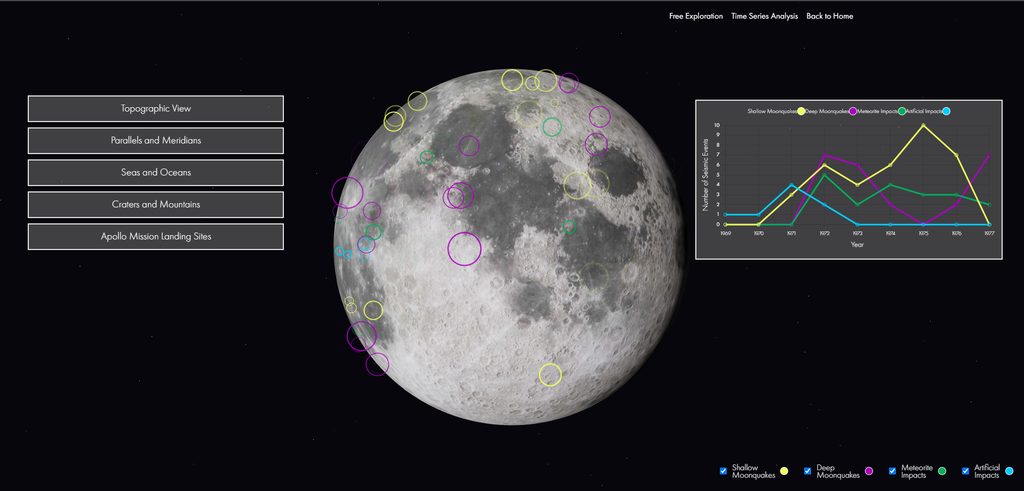 Free Exploration Time Series Analysis Back to Home
Topographic View
Parallels and Meridians
Seas and Oceans
Craters and Mountains
Apollo Mission Landing Sites
Shallow Moonquakes Deep Moonquakes Meteorite Impacts Artificial Impacts
Number of Seismic Events
10
9
8
7
6
5
4
3
2
1
0
1969 1970 1971 1972 1973 1974 1975 1976 1977
Year
Shallow
Moonquakes
Deep
Moonquakes
Meteorite
Impacts
Artificial
Impacts